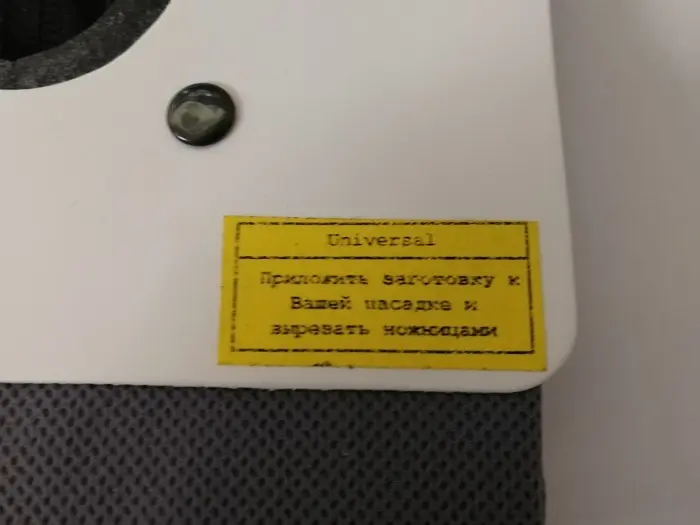 Universal
Приложить заготовку к
Вашей насадке и
вырезать ножницами